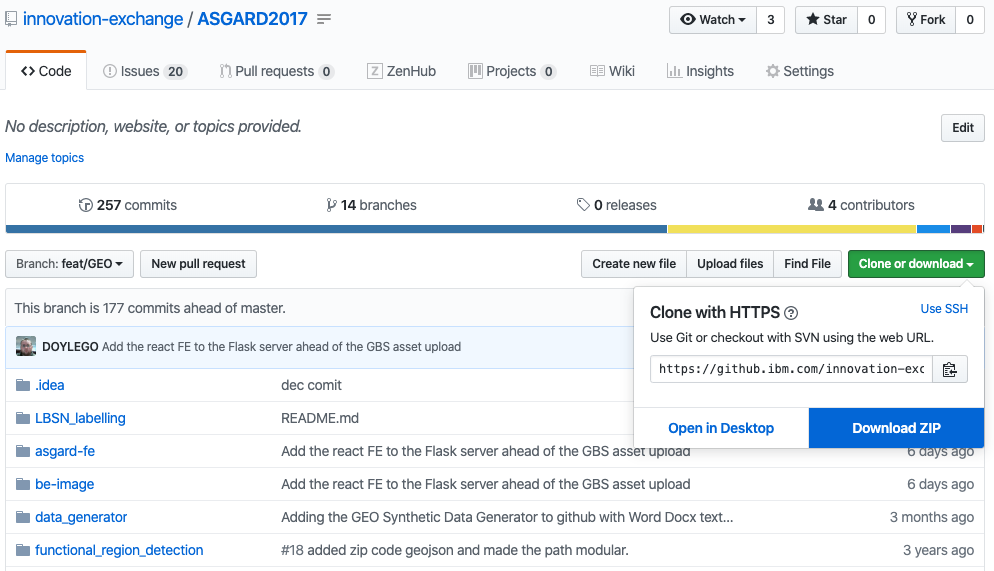 innovation-exchange / ASGARD2017
Watch 3 Star 0 Fork 0
Code Issues 20 Pull requests 0 ZenHub Projects 0 Wiki Insights Settings
No description, website, or topics provided. Edit
Manage topics
257 commits 14 branches 0 releases 4 contributors
Branch: feat/GEO New pull request Create new file Upload files Find File Clone or download
This branch is 177 commits ahead of master.
Clone with HTTPS Use SSH
Use Git or checkout with SVN using the web URL.
DOYLEGO Add the react FE to the Flask server ahead of the GBS asset upload
https://github.ibm.com/innovation-exc
.idea dec comit
LBSN_labelling README.md
Open in Desktop Download ZIP
asgard-fe Add the react FE to the Flask server ahead of the GBS asset upload 6 days ago
be-image Add the react FE to the Flask server ahead of the GBS asset upload 6 days ago
data_generator Adding the GEO Synthetic Data Generator to github with Word Docx text... 3 months ago
functional_region_detection #18 added zip code geojson and made the path modular. 3 years ago